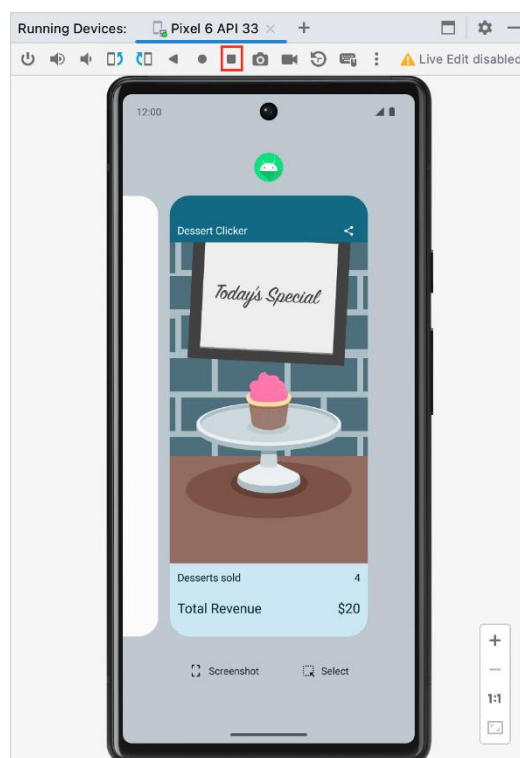 Running Devices: Pixel 6 API 33
Live Edit disabled
12:00
Dessert Clicker
Today's Special
Desserts sold 4
Total Revenue $20
Screenshot Select
1:1